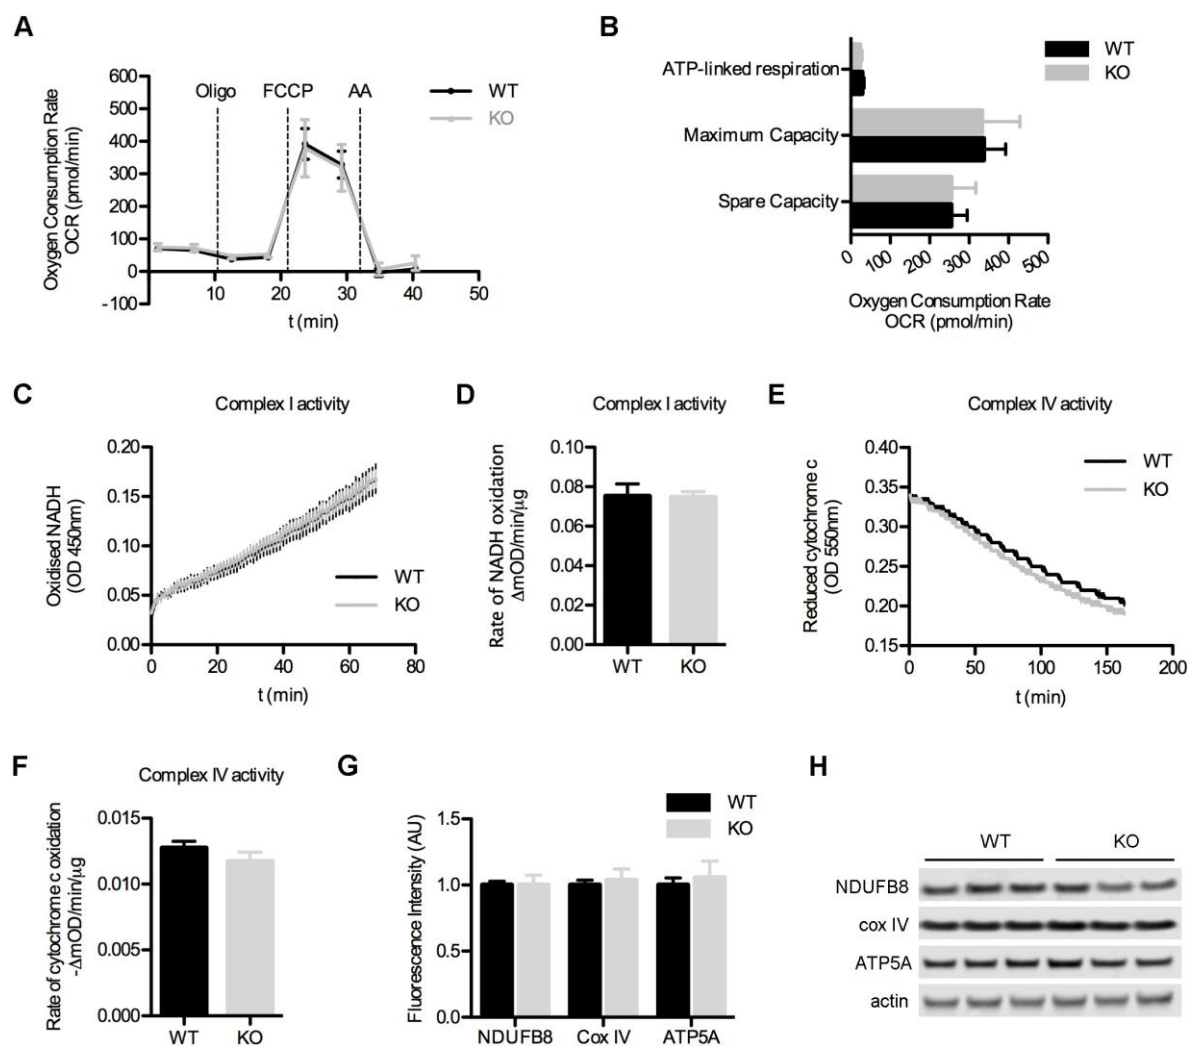 A
Oxygen Consumption Rate
OCR (pmol/min)
600
500
400
300
200
100
0
-100
Oligo
FCCP
AA
WT
KO
10
20
30
40
50
t (min)
B
WT
KO
ATP-linked respiration
Maximum Capacity
Spare Capacity
0
100
200
300
400
500
Oxygen Consumption Rate
OCR (pmol/min)
C
Complex I activity
Oxidised NADH
(OD 450nm)
0.20
0.15
0.10
0.05
0.00
WT
KO
0
20
40
60
80
t (min)
D
Complex I activity
Rate of NADH oxidation
ΔmOD/min/µg
0.10
0.08
0.06
0.04
0.02
0.00
WT
KO
E
Complex IV activity
Reduced cytochrome c
(OD 550nm)
0.40
0.35
0.30
0.25
0.20
0.15
WT
KO
0
50
100
150
200
t (min)
F
Complex IV activity
Rate of cytochrome c oxidation
-ΔmOD/min/µg
0.015
0.010
0.005
0.000
WT
KO
G
WT
KO
Fluorescence Intensity (AU)
1.5
1.0
0.5
0.0
NDUFB8
Cox IV
ATP5A
H
WT
KO
NDUFB8
cox IV
ATP5A
actin